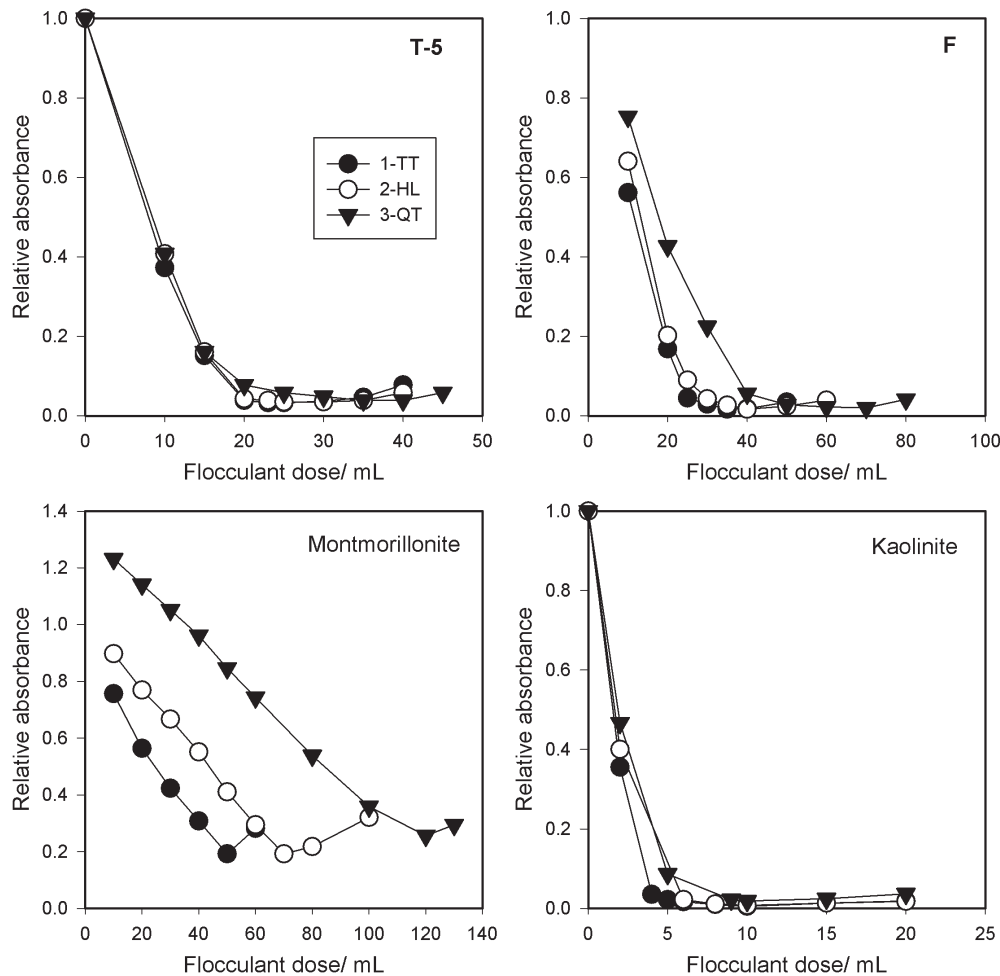 T-5
1.0
0.8
0.6
0.4
0.2
0.0
Relative absorbance
1-TT
2-HL
3-QT
0 10 20 30 40 50
Flocculant dose/ mL
F
1.0
0.8
0.6
0.4
0.2
0.0
Relative absorbance
0 20 40 60 80 100
Flocculant dose/ mL
Montmorillonite
1.4
1.2
1.0
0.8
0.6
0.4
0.2
0.0
Relative absorbance
0 20 40 60 80 100 120 140
Flocculant dose/ mL
Kaolinite
1.0
0.8
0.6
0.4
0.2
0.0
Relative absorbance
0 5 10 15 20 25
Flocculant dose/ mL